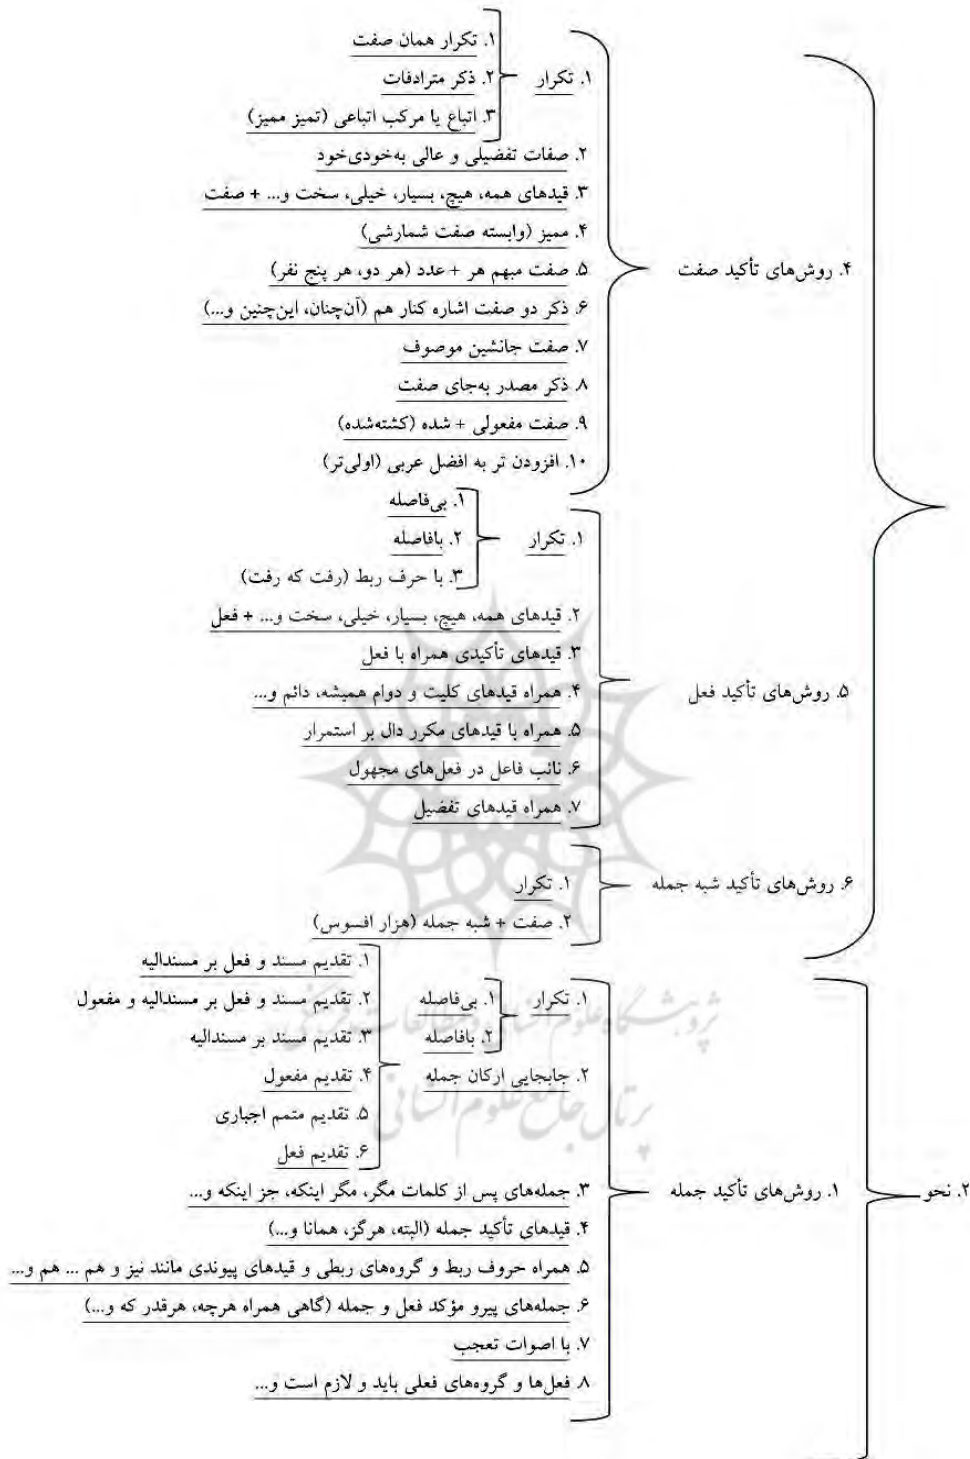 ۱. تکرار همان صفت
۱. تکرار
۲. ذکر مترادفات
۳. اتباع یا مرکب اتباعی (تمیز ممیز)
۲. صفات تفضیلی و عالی به‌خودی‌خود
۳. قیدهای همه، هیچ، بسیار، خیلی، سخت و... + صفت
۴. ممیز (وابسته صفت شمارشی)
۴. روش‌های تأکید صفت
۵. صفت مبهم هر + عدد (هر دو، هر پنج نفر)
۶. ذکر دو صفت اشاره کنار هم (آن‌چنان، این‌چنین و...)
۷. صفت جانشین موصوف
۸. ذکر مصدر به‌جای صفت
۹. صفت مفعولی + شده (کشته‌شده)
۱۰. افزودن تر به افضل عربی (اولی‌تر)
۱. بی‌فاصله
۱. تکرار
۲. بافاصله
۳. با حرف ربط (رفت که رفت)
۲. قیدهای همه، هیچ، بسیار، خیلی، سخت و... + فعل
۳. قیدهای تأکیدی همراه با فعل
۵. روش‌های تأکید فعل
۴. همراه قیدهای کلیت و دوام همیشه، دائم و...
۵. همراه با قیدهای مکرر دال بر استمرار
۶. نائب فاعل در فعل‌های مجهول
۷. همراه قیدهای تفضیل
۶. روش‌های تأکید شبه جمله
۱. تکرار
۲. صفت + شبه جمله (هزار افسوس)
۱. تقدیم مسند و فعل بر مسندالیه
۱. تکرار
۱. بی‌فاصله
۲. تقدیم مسند و فعل بر مسندالیه و مفعول
۲. بافاصله
۳. تقدیم مسند بر مسندالیه
۲. جابجایی ارکان جمله
۴. تقدیم مفعول
۵. تقدیم متمم اجباری
۶. تقدیم فعل
۲. نحو
۱. روش‌های تأکید جمله
۳. جمله‌های پس از کلمات مگر، مگر اینکه، جز اینکه و...
۴. قیدهای تأکید جمله (البته، هرگز، همانا و...)
۵. همراه حروف ربط و گروه‌های ربطی و قیدهای پیوندی مانند نیز و هم ... هم و...
۶. جمله‌های پیرو مؤکد فعل و جمله (گاهی همراه هرچه، هرقدر که و...)
۷. با اصوات تعجب
۸. فعل‌ها و گروه‌های فعلی باید و لازم است و...
پژوهشگاه علوم انسانی و مطالعات فرهنگی
پرتال جامع علوم انسانی